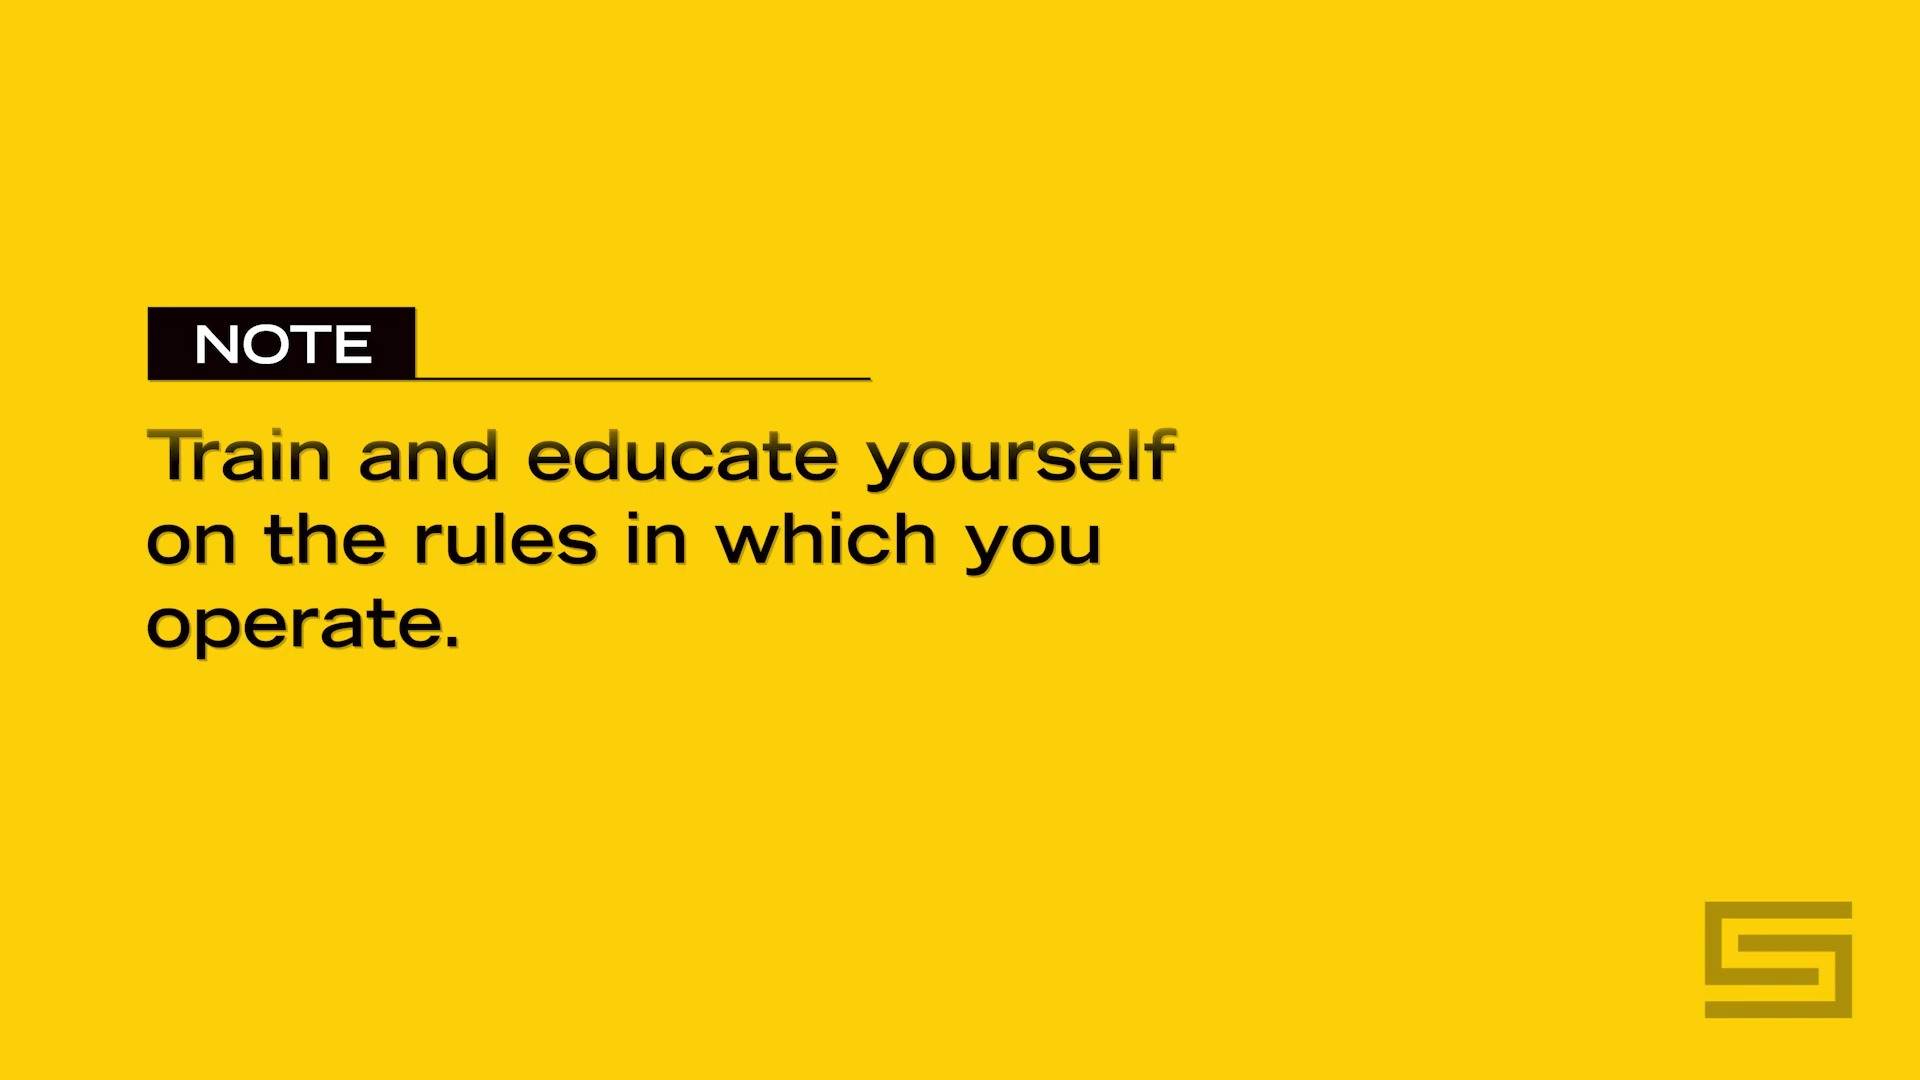 NOTE
Train and educate yourself
on the rules in which you
operate.